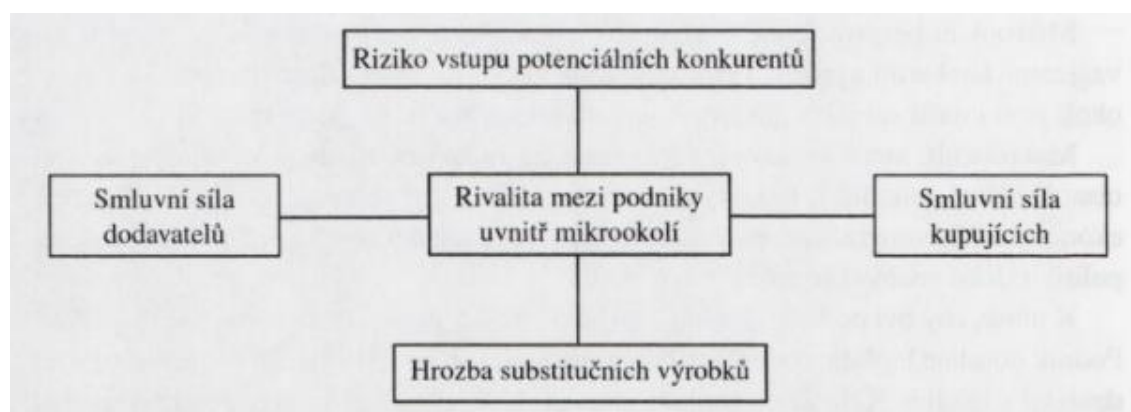 Riziko vstupu potenciálních konkurentů
Smluvní síla
dodavatelů
Rivalita mezi podniky
uvnitř mikrookolí
Smluvní síla
kupujících
Hrozba substitučních výrobků